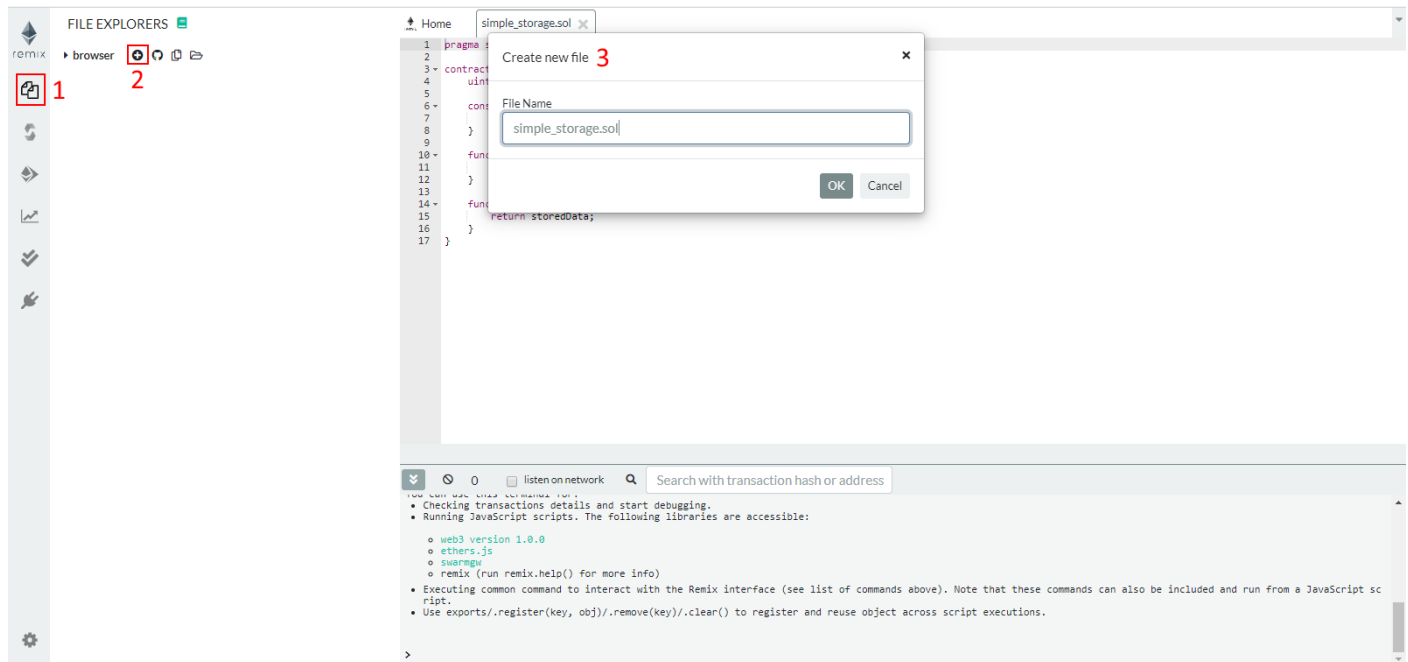 remix
FILE EXPLORERS
browser
1
2
Home
simple_storage.sol
1 pragma
2
3 contract
4 uint
5
6
7
8 }
9
10
11
12 }
13
14
15 return storedData;
16 }
17 }
Create new file 3
File Name
simple_storage.sol
OK Cancel
0 listen on network Search with transaction hash or address
You can use this terminal for:
• Checking transactions details and start debugging.
• Running JavaScript scripts. The following libraries are accessible:
web3 version 1.0.0
ethers.js
swarmgw
remix (run remix.help() for more info)
• Executing common command to interact with the Remix interface (see list of commands above). Note that these commands can also be included and run from a JavaScript sc
ript.
• Use exports/.register(key, obj)/.remove(key)/.clear() to register and reuse object across script executions.
>